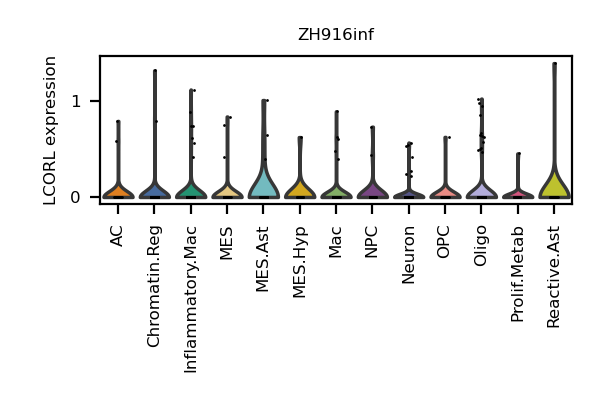 ZH916inf
LCORL expression
1
0
AC
Chromatin.Reg
Inflammatory.Mac
MES
MES.Ast
MES.Hyp
Mac
NPC
Neuron
OPC
Oligo
Prolif.Metab
Reactive.Ast